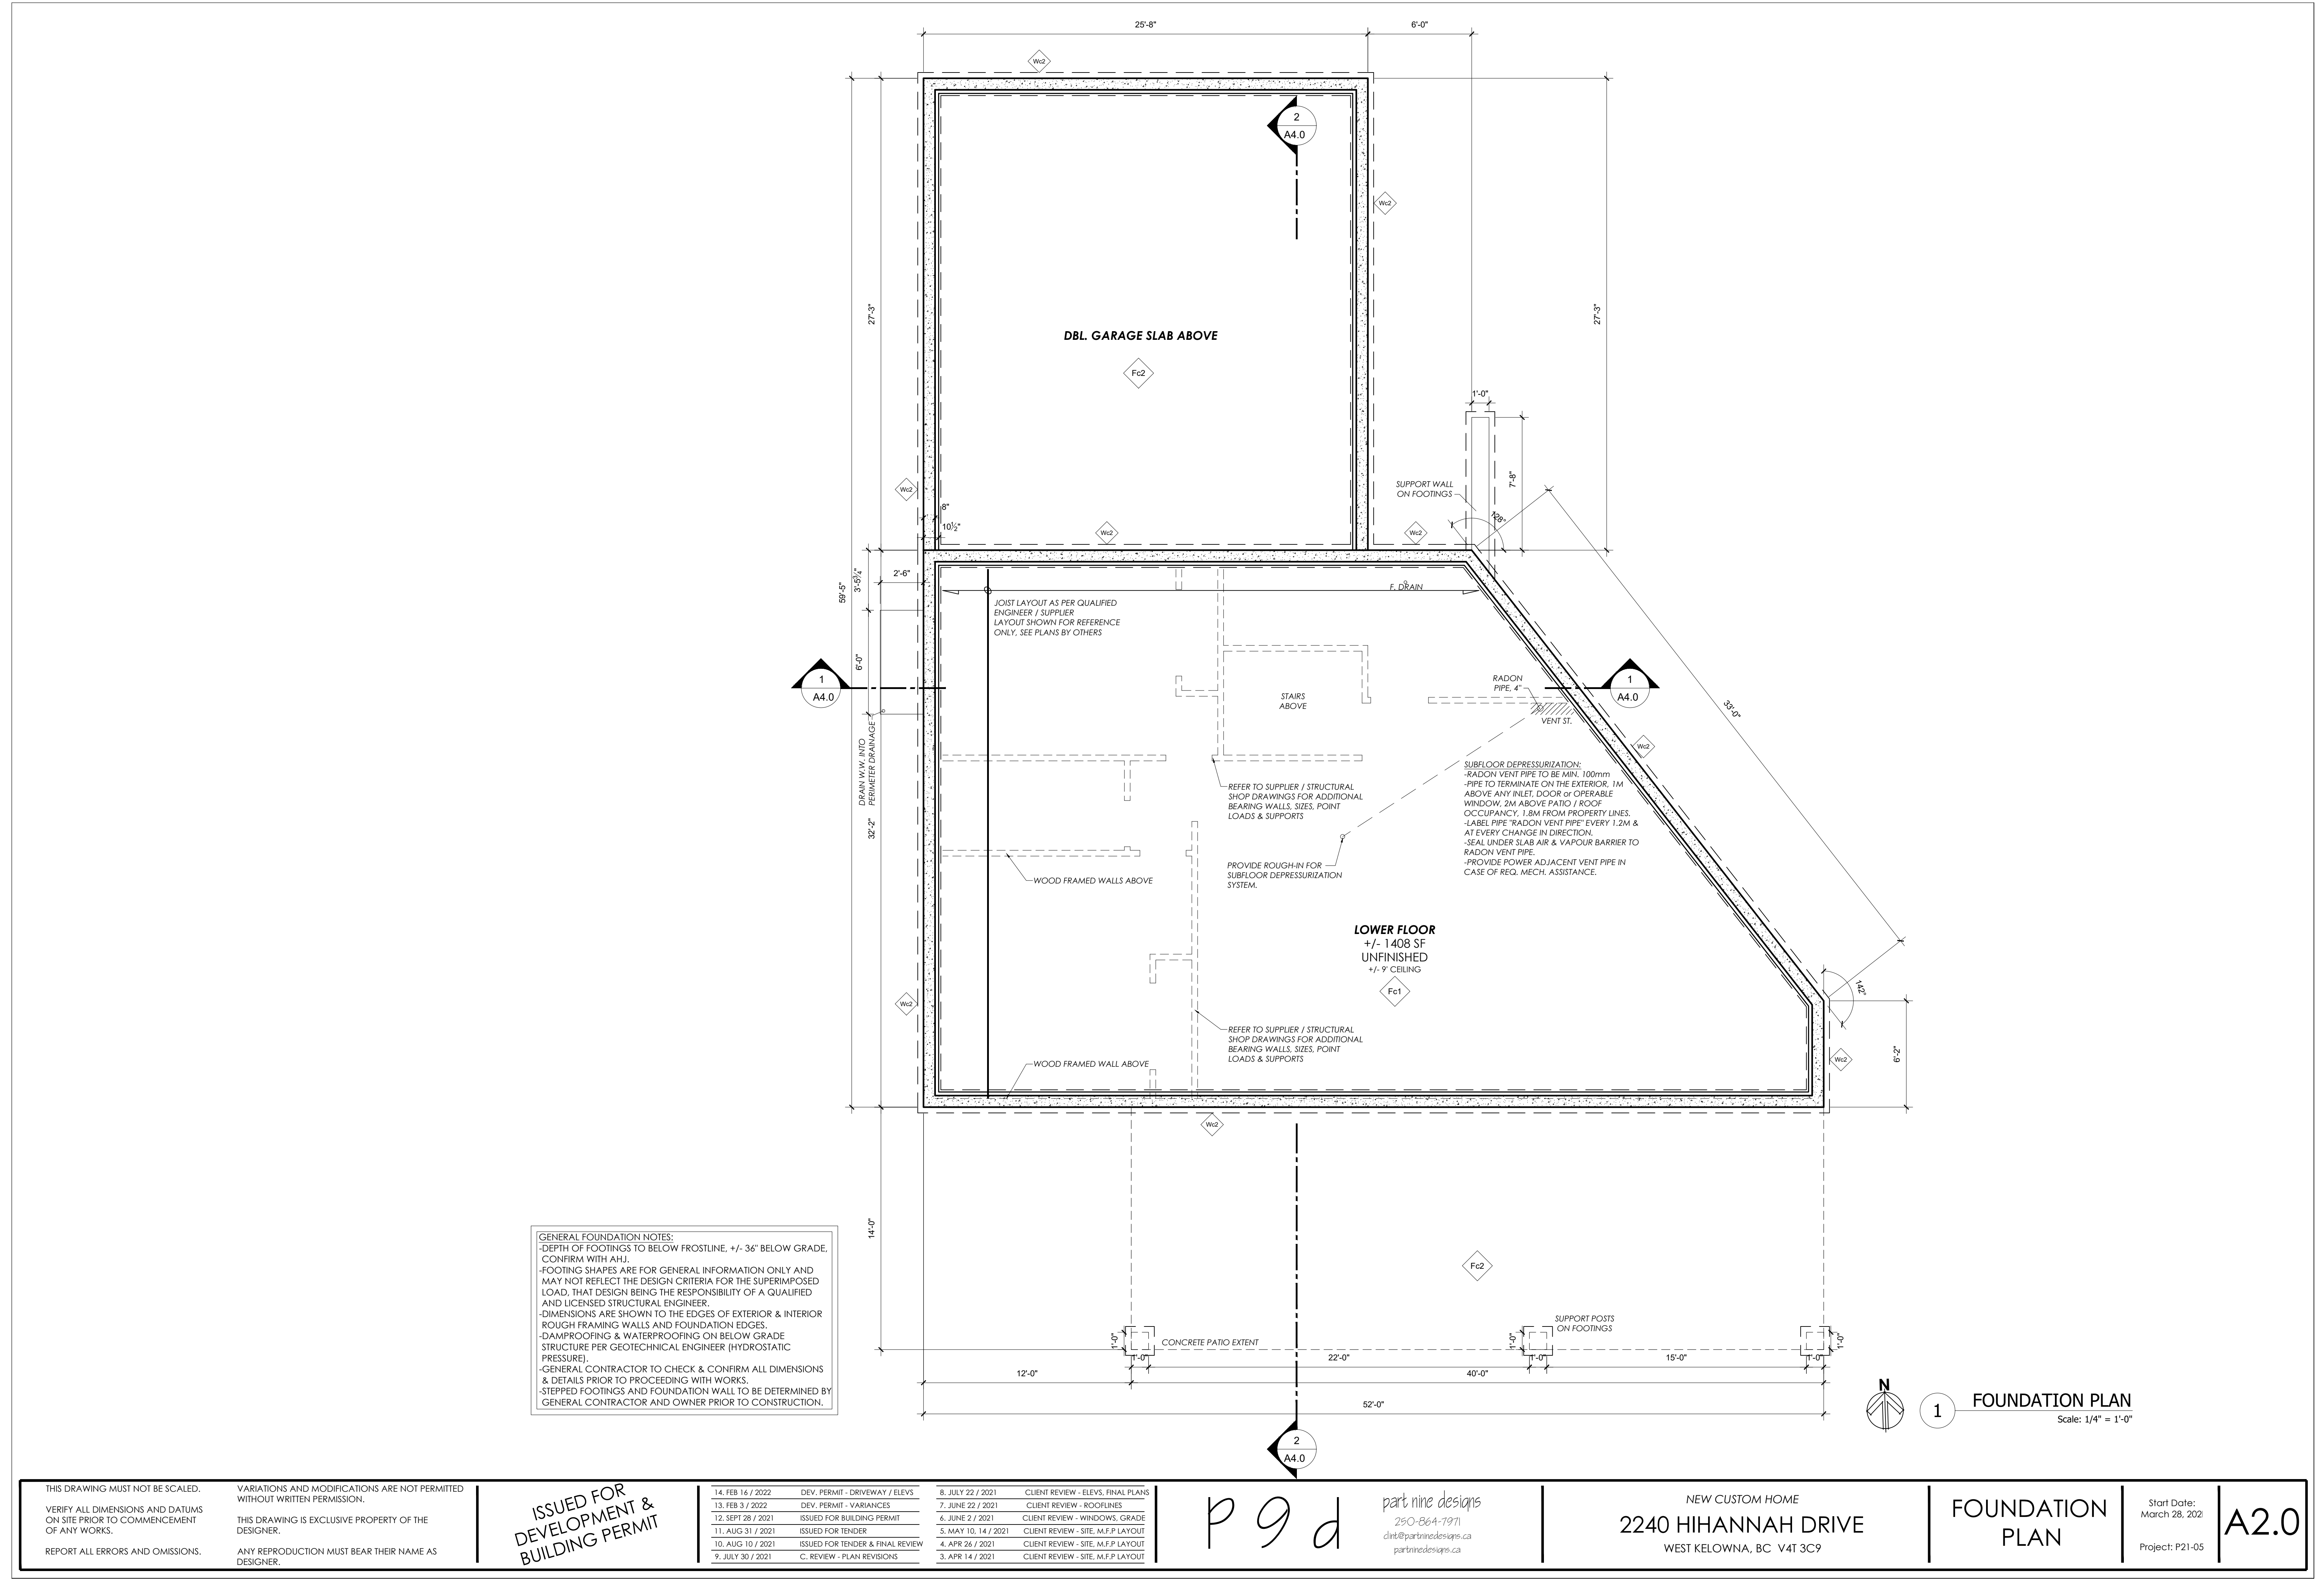 25'-8"
6'-0"
Wc2
2
A4.0
Wc2
27'-3"
27'-3"
DBL. GARAGE SLAB ABOVE
Fc2
1'-0"
SUPPORT WALL
ON FOOTINGS
7'-8"
Wc2
8"
10½"
Wc2
Wc2
128°
59'-5"
3'-5¾"
2'-6"
F. DRAIN
JOIST LAYOUT AS PER QUALIFIED
ENGINEER / SUPPLIER
LAYOUT SHOWN FOR REFERENCE
ONLY, SEE PLANS BY OTHERS
6'-0"
1
A4.0
STAIRS
ABOVE
RADON
PIPE, 4"
VENT ST.
1
A4.0
33'-0"
Wc2
DRAIN W.W. INTO
PERIMETER DRAINAGE
SUBFLOOR DEPRESSURIZATION:
-RADON VENT PIPE TO BE MIN. 100mm
-PIPE TO TERMINATE ON THE EXTERIOR, 1M
ABOVE ANY INLET, DOOR or OPERABLE
WINDOW, 2M ABOVE PATIO / ROOF
OCCUPANCY, 1.8M FROM PROPERTY LINES.
-LABEL PIPE "RADON VENT PIPE" EVERY 1.2M &
AT EVERY CHANGE IN DIRECTION.
-SEAL UNDER SLAB AIR & VAPOUR BARRIER TO
RADON VENT PIPE.
-PROVIDE POWER ADJACENT VENT PIPE IN
CASE OF REQ. MECH. ASSISTANCE.
REFER TO SUPPLIER / STRUCTURAL
SHOP DRAWINGS FOR ADDITIONAL
BEARING WALLS, SIZES, POINT
LOADS & SUPPORTS
32'-2"
PROVIDE ROUGH-IN FOR
SUBFLOOR DEPRESSURIZATION
SYSTEM.
WOOD FRAMED WALLS ABOVE
LOWER FLOOR
+/- 1408 SF
UNFINISHED
+/- 9' CEILING
Fc1
Wc2
142°
REFER TO SUPPLIER / STRUCTURAL
SHOP DRAWINGS FOR ADDITIONAL
BEARING WALLS, SIZES, POINT
LOADS & SUPPORTS
WOOD FRAMED WALL ABOVE
6'-2"
Wc2
Wc2
14'-0"
Fc2
GENERAL FOUNDATION NOTES:
-DEPTH OF FOOTINGS TO BELOW FROSTLINE, +/- 36" BELOW GRADE,
CONFIRM WITH AHJ.
-FOOTING SHAPES ARE FOR GENERAL INFORMATION ONLY AND
MAY NOT REFLECT THE DESIGN CRITERIA FOR THE SUPERIMPOSED
LOAD, THAT DESIGN BEING THE RESPONSIBILITY OF A QUALIFIED
AND LICENSED STRUCTURAL ENGINEER.
-DIMENSIONS ARE SHOWN TO THE EDGES OF EXTERIOR & INTERIOR
ROUGH FRAMING WALLS AND FOUNDATION EDGES.
-DAMPROOFING & WATERPROOFING ON BELOW GRADE
STRUCTURE PER GEOTECHNICAL ENGINEER (HYDROSTATIC
PRESSURE).
-GENERAL CONTRACTOR TO CHECK & CONFIRM ALL DIMENSIONS
& DETAILS PRIOR TO PROCEEDING WITH WORKS.
-STEPPED FOOTINGS AND FOUNDATION WALL TO BE DETERMINED BY
GENERAL CONTRACTOR AND OWNER PRIOR TO CONSTRUCTION.
SUPPORT POSTS
ON FOOTINGS
1'-0"
CONCRETE PATIO EXTENT
1'-0"
1'-0"
1'-0"
22'-0"
1'-0"
15'-0"
1'-0"
12'-0"
40'-0"
52'-0"
2
A4.0
N
1
FOUNDATION PLAN
Scale: 1/4" = 1'-0"
THIS DRAWING MUST NOT BE SCALED.
VERIFY ALL DIMENSIONS AND DATUMS
ON SITE PRIOR TO COMMENCEMENT
OF ANY WORKS.
REPORT ALL ERRORS AND OMISSIONS.
VARIATIONS AND MODIFICATIONS ARE NOT PERMITTED
WITHOUT WRITTEN PERMISSION.
THIS DRAWING IS EXCLUSIVE PROPERTY OF THE
DESIGNER.
ANY REPRODUCTION MUST BEAR THEIR NAME AS
DESIGNER.
ISSUED FOR
DEVELOPMENT &
BUILDING PERMIT
14. FEB 16 / 2022 DEV. PERMIT - DRIVEWAY / ELEVS
13. FEB 3 / 2022 DEV. PERMIT - VARIANCES
12. SEPT 28 / 2021 ISSUED FOR BUILDING PERMIT
11. AUG 31 / 2021 ISSUED FOR TENDER
10. AUG 10 / 2021 ISSUED FOR TENDER & FINAL REVIEW
9. JULY 30 / 2021 C. REVIEW - PLAN REVISIONS
8. JULY 22 / 2021 CLIENT REVIEW - ELEVS, FINAL PLANS
7. JUNE 22 / 2021 CLIENT REVIEW - ROOFLINES
6. JUNE 2 / 2021 CLIENT REVIEW - WINDOWS, GRADE
5. MAY 10, 14 / 2021 CLIENT REVIEW - SITE, M.F.P LAYOUT
4. APR 26 / 2021 CLIENT REVIEW - SITE, M.F.P LAYOUT
3. APR 14 / 2021 CLIENT REVIEW - SITE, M.F.P LAYOUT
P9d
part nine designs
250-864-7971
clint@partninedesigns.ca
partninedesigns.ca
NEW CUSTOM HOME
2240 HIHANNAH DRIVE
WEST KELOWNA, BC V4T 3C9
FOUNDATION
PLAN
Start Date:
March 28, 202
Project: P21-05
A2.0